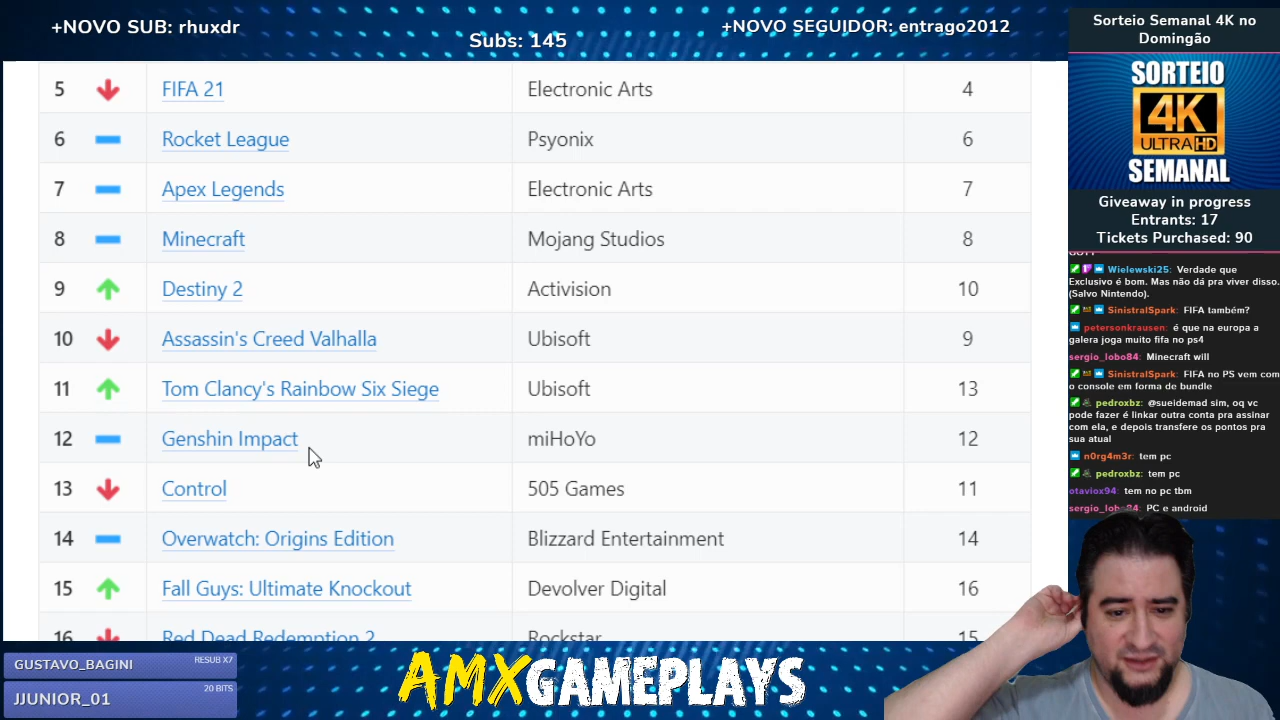 +NOVO SUB: rhuxdr
Subs: 145
+NOVO SEGUIDOR: entrago2012
5 FIFA 21 Electronic Arts 4
6 Rocket League Psyonix 6
7 Apex Legends Electronic Arts 7
8 Minecraft Mojang Studios 8
9 Destiny 2 Activision 10
10 Assassin's Creed Valhalla Ubisoft 9
11 Tom Clancy's Rainbow Six Siege Ubisoft 13
12 Genshin Impact miHoYo 12
13 Control 505 Games 11
14 Overwatch: Origins Edition Blizzard Entertainment 14
15 Fall Guys: Ultimate Knockout Devolver Digital 16
16 Red Dead Redemption 2 Rockstar 15
GUSTAVO_BAGINI RESUB X7
JJUNIOR_01 20 BITS
AMXGAMEPLAYS
Sorteio Semanal 4K no
Domingão
SORTEIO
4K
ULTRA HD
SEMANAL
Giveaway in progress
Entrants: 17
Tickets Purchased: 90
Wielewski25: Verdade que
Exclusivo é bom. Mas não dá pra viver disso.
(Salvo Nintendo).
SinistralSpark: FIFA também?
petersonkrausen: é que na europa a
galera joga muito fifa no ps4
sergio_lobo84: Minecraft will
SinistralSpark: FIFA no PS vem com
o console em forma de bundle
pedroxbz: @sueidemad sim, oq vc
pode fazer é linkar outra conta pra assinar
com ela, e depois transfere os pontos pra
sua atual
n0rg4m3r: tem pc
pedroxbz: tem pc
otaviox94: tem no pc tbm
sergio_lobo84: PC e android